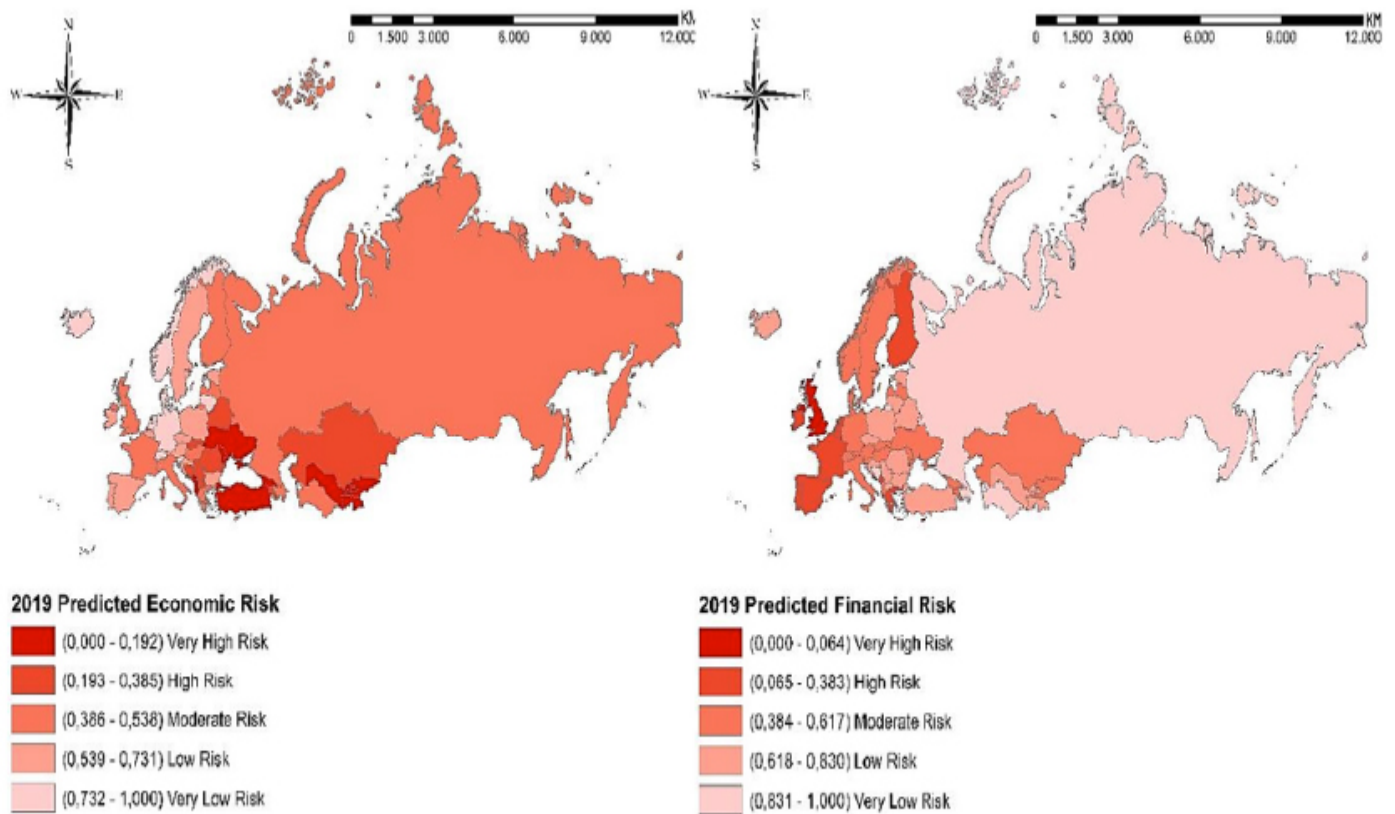 N
W E
S
KM
0 1.500 3.000 6.000 9.000 12.000
2019 Predicted Economic Risk
(0,000 - 0,192) Very High Risk
(0,193 - 0,385) High Risk
(0,386 - 0,538) Moderate Risk
(0,539 - 0,731) Low Risk
(0,732 - 1,000) Very Low Risk
N
W E
S
KM
0 1.500 3.000 6.000 9.000 12.000
2019 Predicted Financial Risk
(0,000 - 0,064) Very High Risk
(0,065 - 0,383) High Risk
(0,384 - 0,617) Moderate Risk
(0,618 - 0,830) Low Risk
(0,831 - 1,000) Very Low Risk